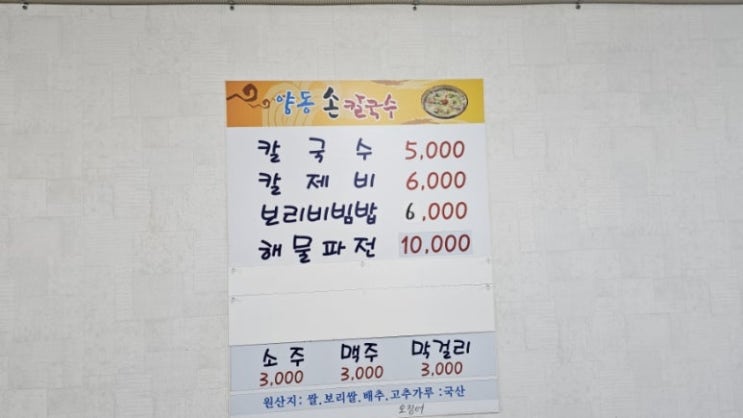 양동 손 칼국수
칼 국 수 5,000
칼 제 비 6,000
보리비빔밥 6,000
해물파전 10,000
소주 맥주 막걸리
3,000 3,000 3,000
원산지: 쌀.보리쌀.배추.고추가루 :국산
오징어